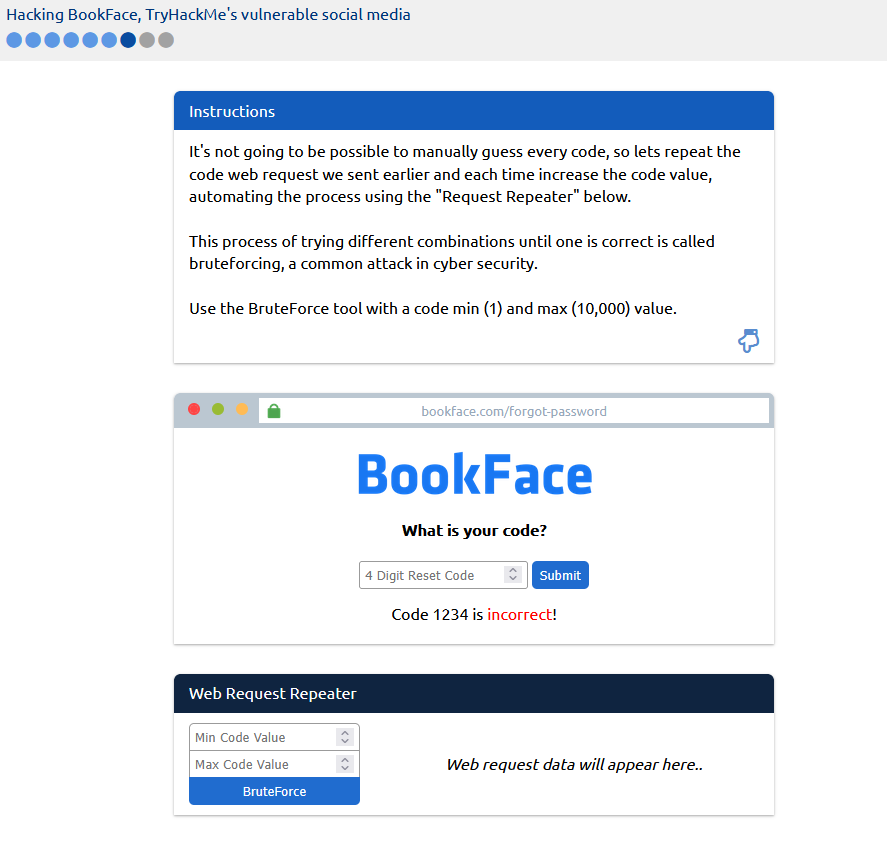 Hacking BookFace, TryHackMe's vulnerable social media
Instructions
It's not going to be possible to manually guess every code, so lets repeat the
code web request we sent earlier and each time increase the code value,
automating the process using the "Request Repeater" below.
This process of trying different combinations until one is correct is called
bruteforcing, a common attack in cyber security.
Use the BruteForce tool with a code min (1) and max (10,000) value.
bookface.com/forgot-password
BookFace
What is your code?
4 Digit Reset Code
Submit
Code 1234 is incorrect!
Web Request Repeater
Min Code Value
Max Code Value
BruteForce
Web request data will appear here..